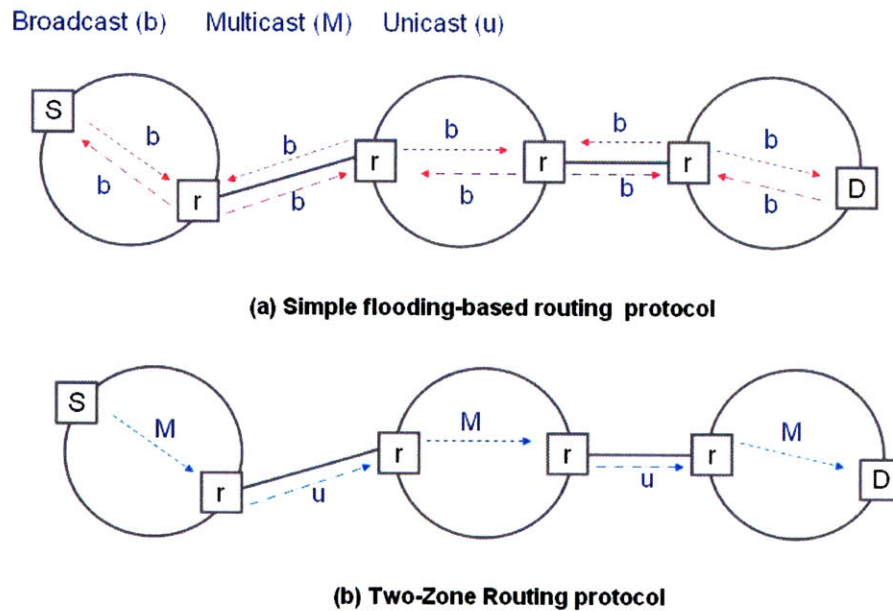 Broadcast (b) Multicast (M) Unicast (u)
S
b
b
r
b
b
r
b
b
r
b
b
r
b
b
D
(a) Simple flooding-based routing protocol
S
M
r
u
r
M
r
u
r
M
D
(b) Two-Zone Routing protocol